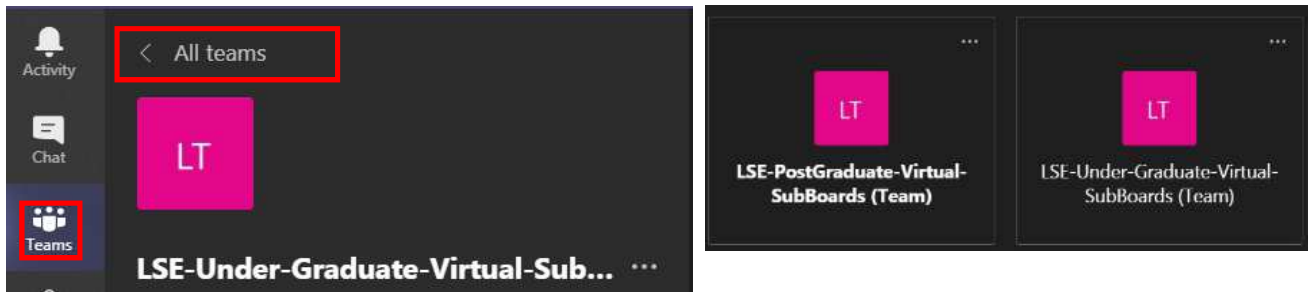 Activity
Chat
Teams
< All teams
LT
LSE-Under-Graduate-Virtual-Sub... ...
...
LT
LSE-PostGraduate-Virtual-
SubBoards (Team)
...
LT
LSE-Under-Graduate-Virtual-
SubBoards (Team)